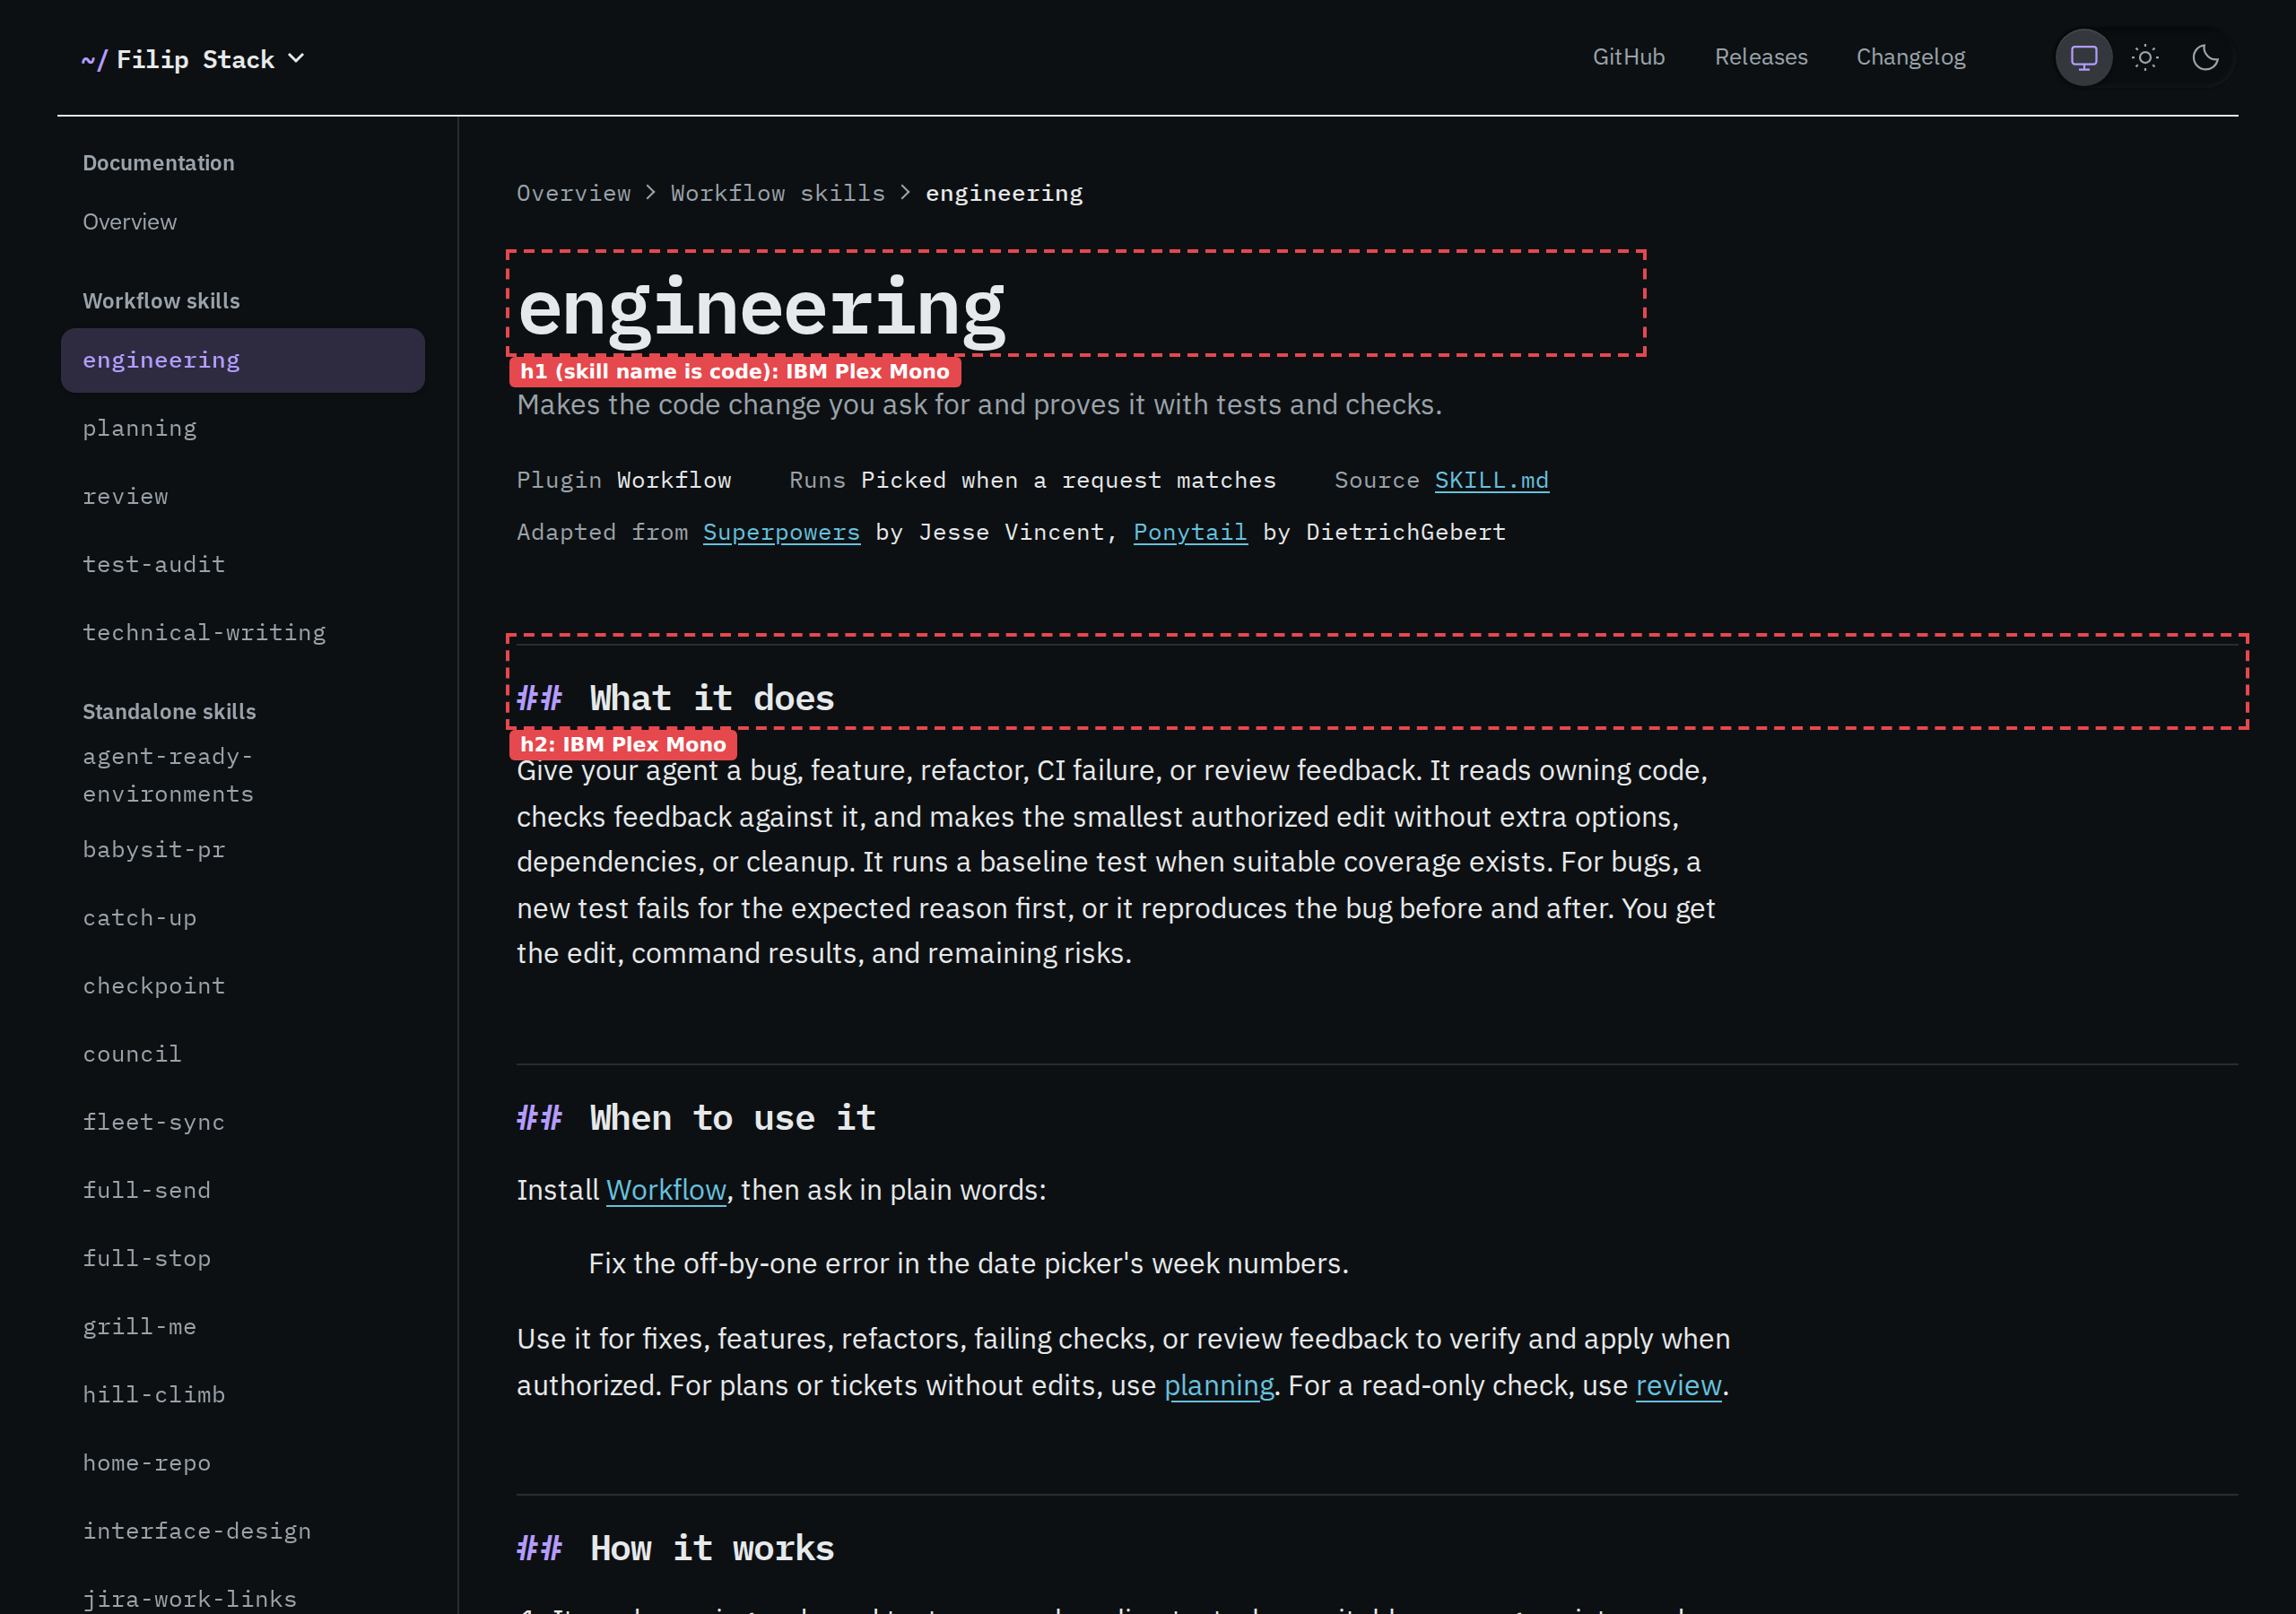 ~/ Filip Stack
GitHub Releases Changelog
Documentation
Overview
Workflow skills
engineering
planning
review
test-audit
technical-writing
Standalone skills
agent-ready-
environments
babysit-pr
catch-up
checkpoint
council
fleet-sync
full-send
full-stop
grill-me
hill-climb
home-repo
interface-design
jira-work-links
Overview > Workflow skills > engineering
engineering
h1 (skill name is code): IBM Plex Mono
Makes the code change you ask for and proves it with tests and checks.
Plugin Workflow Runs Picked when a request matches Source SKILL.md
Adapted from Superpowers by Jesse Vincent, Ponytail by DietrichGebert
## What it does
h2: IBM Plex Mono
Give your agent a bug, feature, refactor, CI failure, or review feedback. It reads owning code,
checks feedback against it, and makes the smallest authorized edit without extra options,
dependencies, or cleanup. It runs a baseline test when suitable coverage exists. For bugs, a
new test fails for the expected reason first, or it reproduces the bug before and after. You get
the edit, command results, and remaining risks.
## When to use it
Install Workflow, then ask in plain words:
Fix the off-by-one error in the date picker's week numbers.
Use it for fixes, features, refactors, failing checks, or review feedback to verify and apply when
authorized. For plans or tickets without edits, use planning. For a read-only check, use review.
## How it works